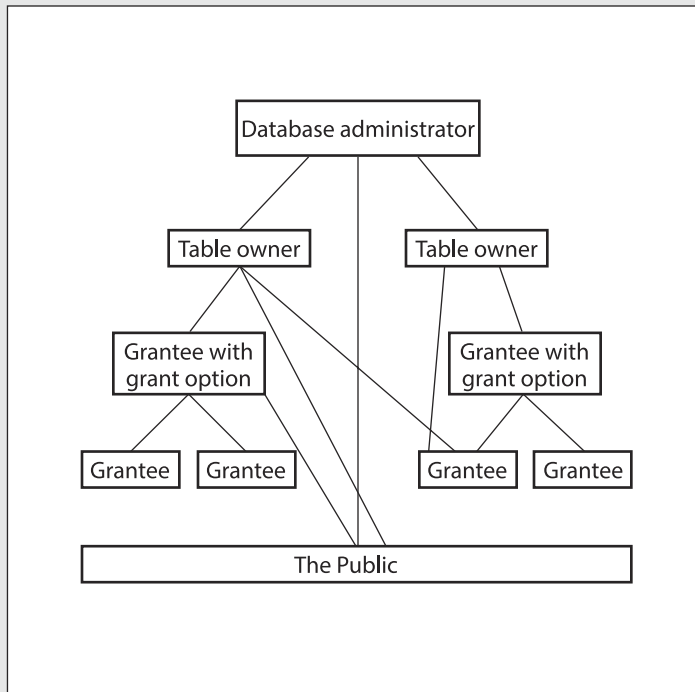 Database administrator
Table owner
Table owner
Grantee with
grant option
Grantee with
grant option
Grantee
Grantee
Grantee
Grantee
The Public